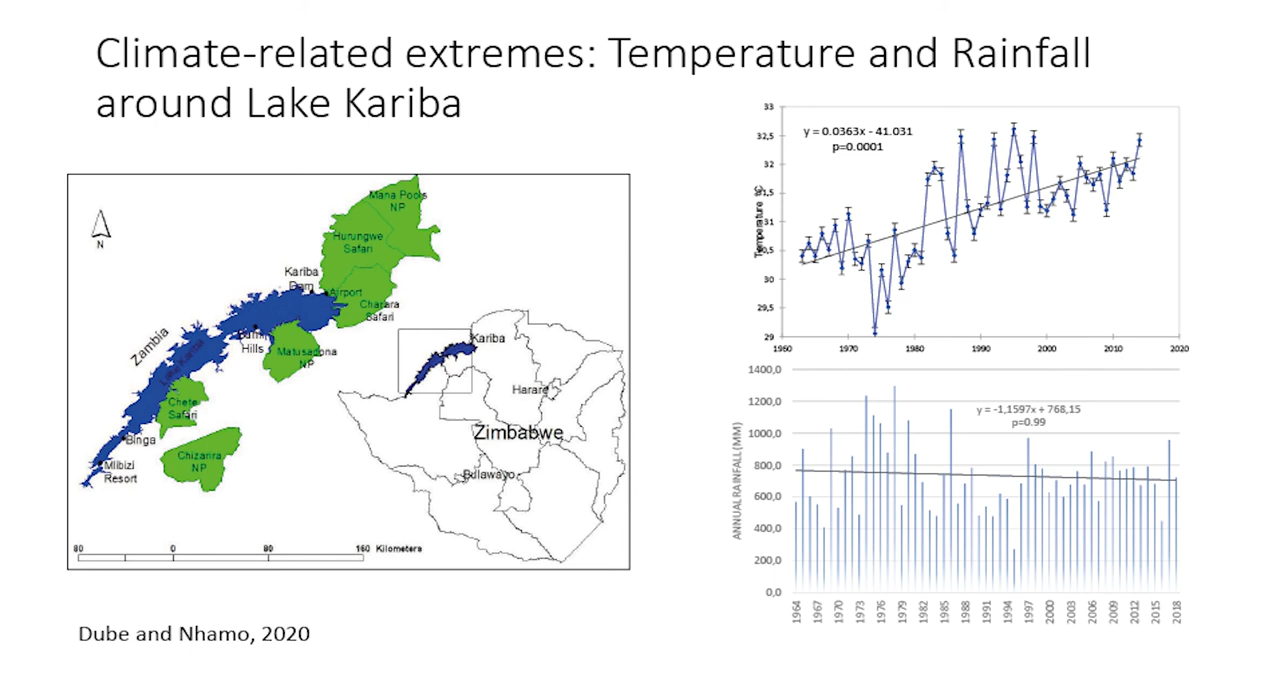 Climate-related extremes: Temperature and Rainfall
around Lake Kariba
N
Mana Pools
NP
Hurungwe
Safari
Kariba
Dam
Airport
Charara
Safari
Zambia
Lake Kariba
Bumi
Hills
Matusadona
NP
Chete
Safari
Binga
Mlibizi
Resort
Chizarira
NP
Kariba
Harare
Zimbabwe
Bulawayo
80 0 80 160 Kilometers
Dube and Nhamo, 2020
33
32,5
32
31,5
31
30,5
30
29,5
29
Temperature °C
y = 0.0363x - 41.031
p=0.0001
1960 1970 1980 1990 2000 2010 2020
1400,0
1200,0
1000,0
800,0
600,0
400,0
200,0
0,0
ANNUAL RAINFALL (MM)
y = -1,1597x + 768,15
p=0.99
1964 1967 1970 1973 1976 1979 1982 1985 1988 1991 1994 1997 2000 2003 2006 2009 2012 2015 2018